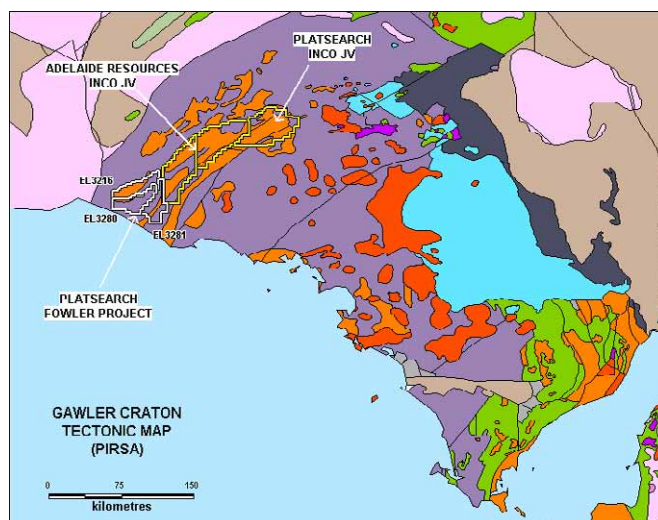 PLATSEARCH
INCO JV
ADELAIDE RESOURCES
INCO JV
EL3216
EL3280
EL3281
PLATSEARCH
FOWLER PROJECT
GAWLER CRATON
TECTONIC MAP
(PIRSA)
0 75 150
kilometres